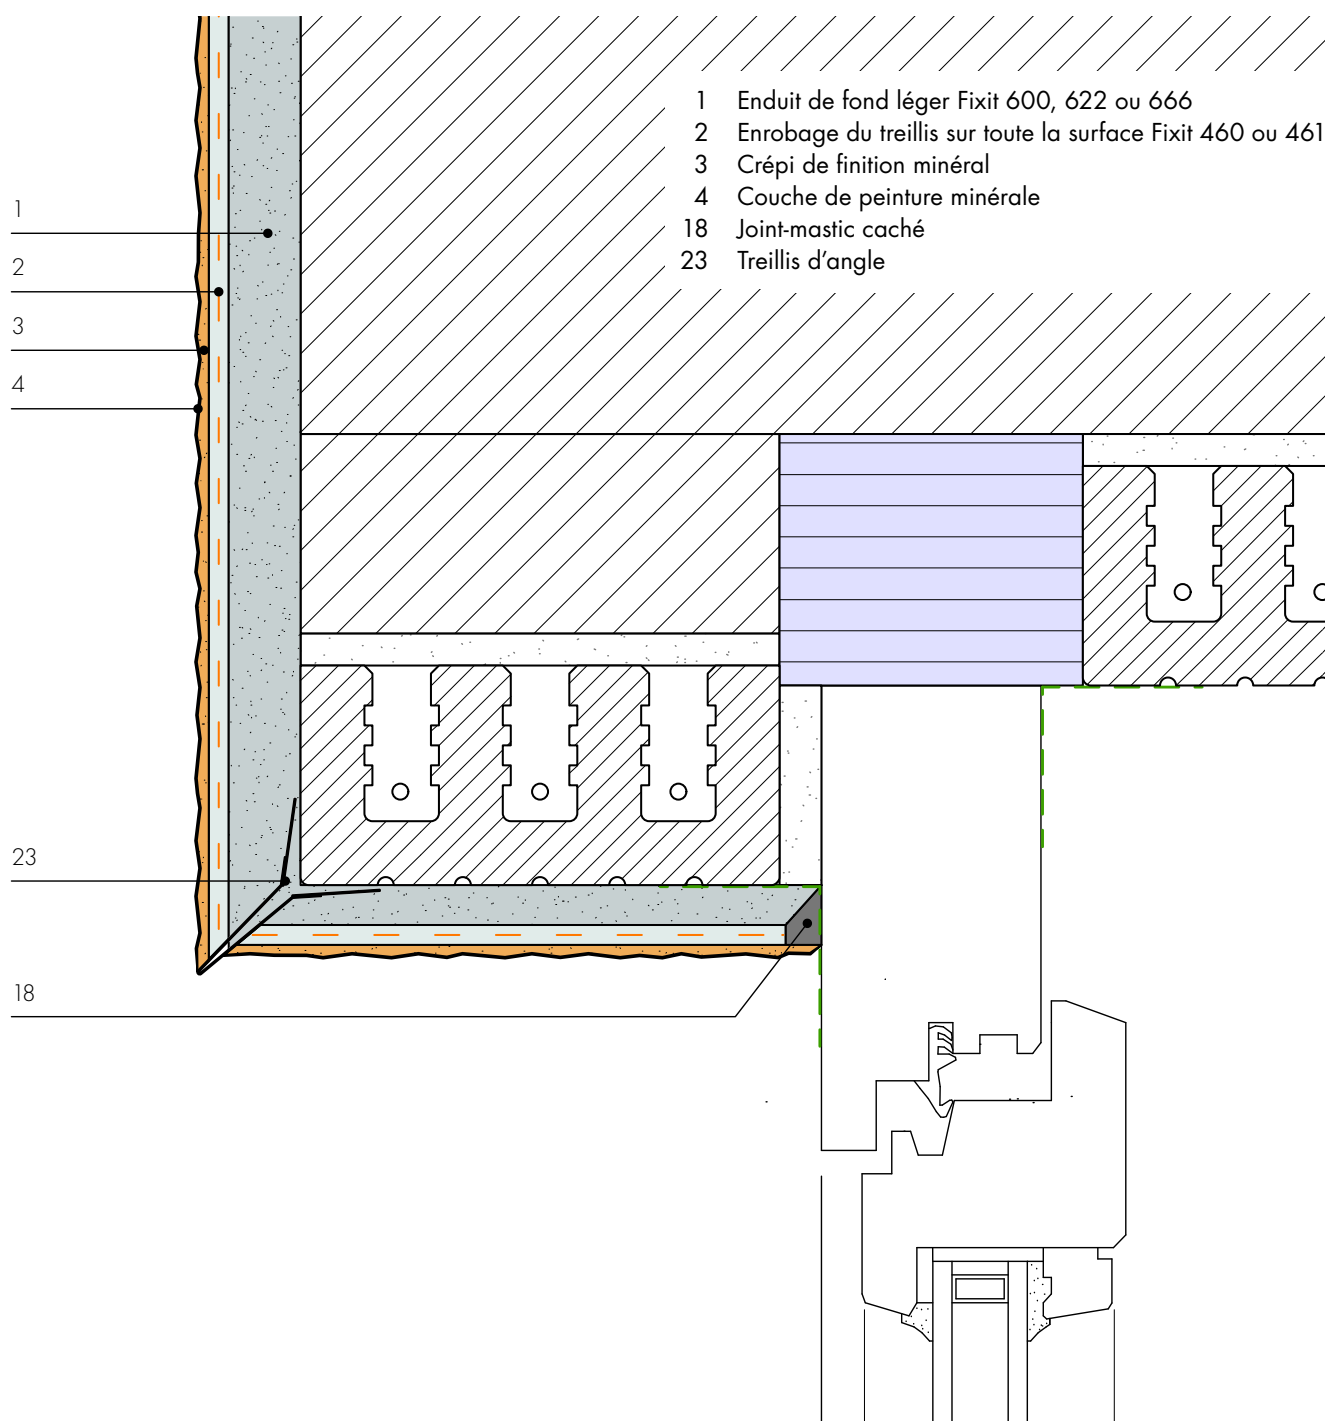 1 Enduit de fond léger Fixit 600, 622 ou 666
2 Enrobage du treillis sur toute la surface Fixit 460 ou 461
3 Crépi de finition minéral
4 Couche de peinture minérale
18 Joint-mastic caché
23 Treillis d’angle
1
2
3
4
23
18